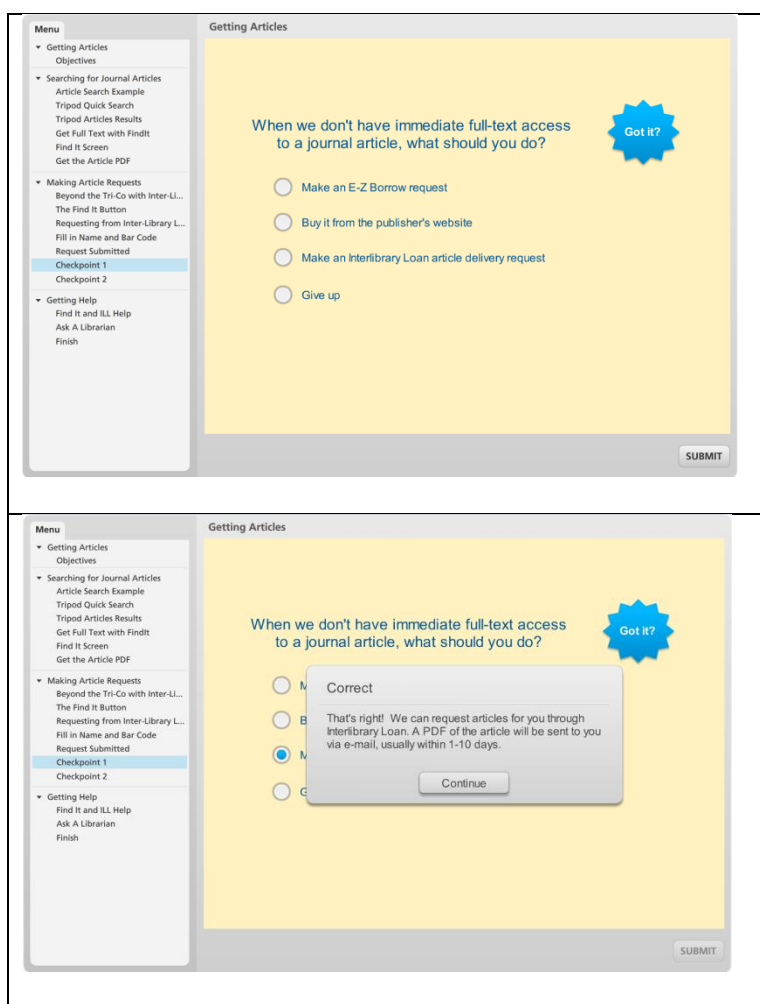 Menu
Getting Articles
Getting Articles
Objectives
Searching for Journal Articles
Article Search Example
Tripod Quick Search
Tripod Articles Results
Get Full Text with FindIt
Find It Screen
Get the Article PDF
Making Article Requests
Beyond the Tri-Co with Inter-Li...
The Find It Button
Requesting from Inter-Library L...
Fill in Name and Bar Code
Request Submitted
Checkpoint 1
Checkpoint 2
Getting Help
Find It and ILL Help
Ask A Librarian
Finish
When we don't have immediate full-text access
to a journal article, what should you do?
Got it?
Make an E-Z Borrow request
Buy it from the publisher's website
Make an Interlibrary Loan article delivery request
Give up
SUBMIT
Menu
Getting Articles
Getting Articles
Objectives
Searching for Journal Articles
Article Search Example
Tripod Quick Search
Tripod Articles Results
Get Full Text with FindIt
Find It Screen
Get the Article PDF
Making Article Requests
Beyond the Tri-Co with Inter-Li...
The Find It Button
Requesting from Inter-Library L...
Fill in Name and Bar Code
Request Submitted
Checkpoint 1
Checkpoint 2
Getting Help
Find It and ILL Help
Ask A Librarian
Finish
When we don't have immediate full-text access
to a journal article, what should you do?
Got it?
M
B
M
G
Correct
That's right! We can request articles for you through
Interlibrary Loan. A PDF of the article will be sent to you
via e-mail, usually within 1-10 days.
Continue
SUBMIT